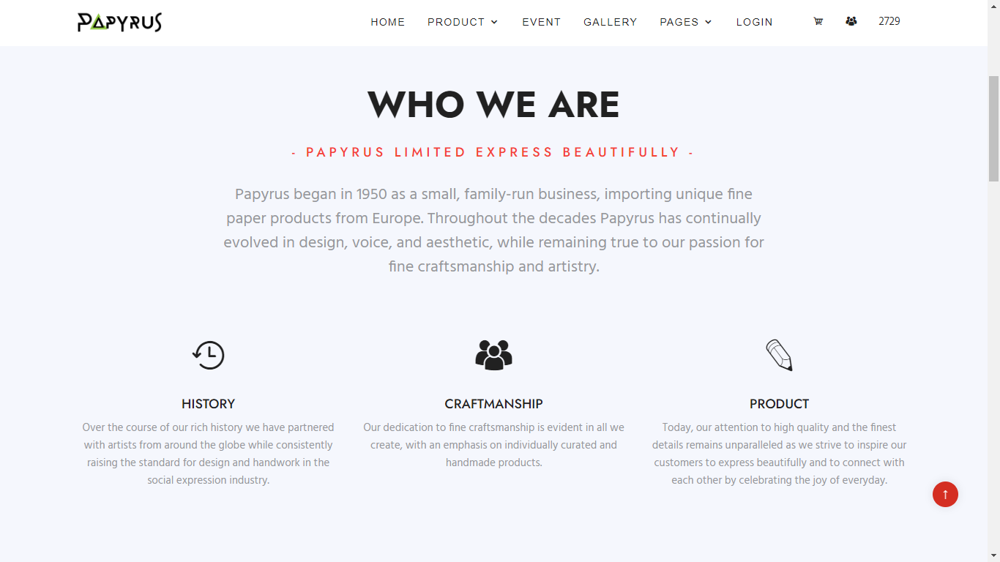 PAPYRUS
HOME PRODUCT EVENT GALLERY PAGES LOGIN 2729
WHO WE ARE
- PAPYRUS LIMITED EXPRESS BEAUTIFULLY -
Papyrus began in 1950 as a small, family-run business, importing unique fine
paper products from Europe. Throughout the decades Papyrus has continually
evolved in design, voice, and aesthetic, while remaining true to our passion for
fine craftsmanship and artistry.
HISTORY
Over the course of our rich history we have partnered
with artists from around the globe while consistently
raising the standard for design and handwork in the
social expression industry.
CRAFTMANSHIP
Our dedication to fine craftsmanship is evident in all we
create, with an emphasis on individually curated and
handmade products.
PRODUCT
Today, our attention to high quality and the finest
details remains unparalleled as we strive to inspire our
customers to express beautifully and to connect with
each other by celebrating the joy of everyday.